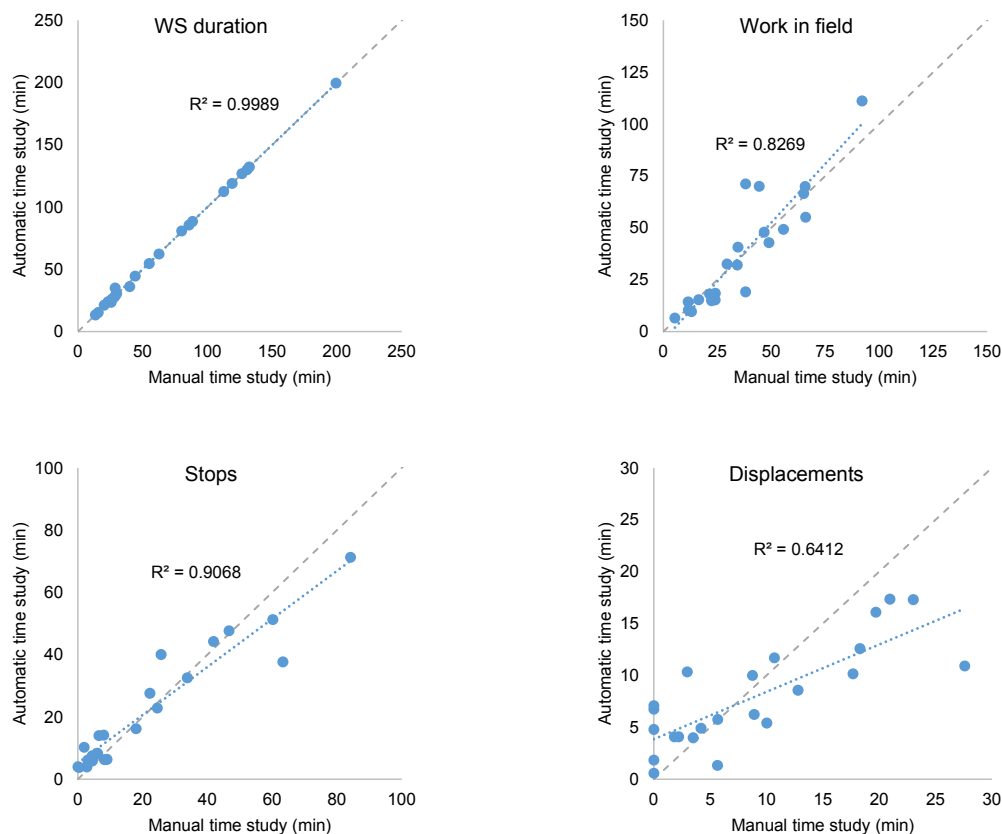 WS duration
Automatic time study (min)
250
200
150
100
50
0
R² = 0.9989
0 50 100 150 200 250
Manual time study (min)
Work in field
Automatic time study (min)
150
125
100
75
50
25
0
R² = 0.8269
0 25 50 75 100 125 150
Manual time study (min)
Stops
Automatic time study (min)
100
80
60
40
20
0
R² = 0.9068
0 20 40 60 80 100
Manual time study (min)
Displacements
Automatic time study (min)
30
25
20
15
10
5
0
R² = 0.6412
0 5 10 15 20 25 30
Manual time study (min)